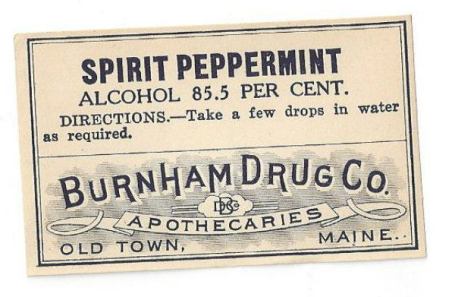 SPIRIT PEPPERMINT
ALCOHOL 85.5 PER CENT.
DIRECTIONS.—Take a few drops in water
as required.
BURNHAM DRUG CO.
APOTHECARIES
OLD TOWN, MAINE.